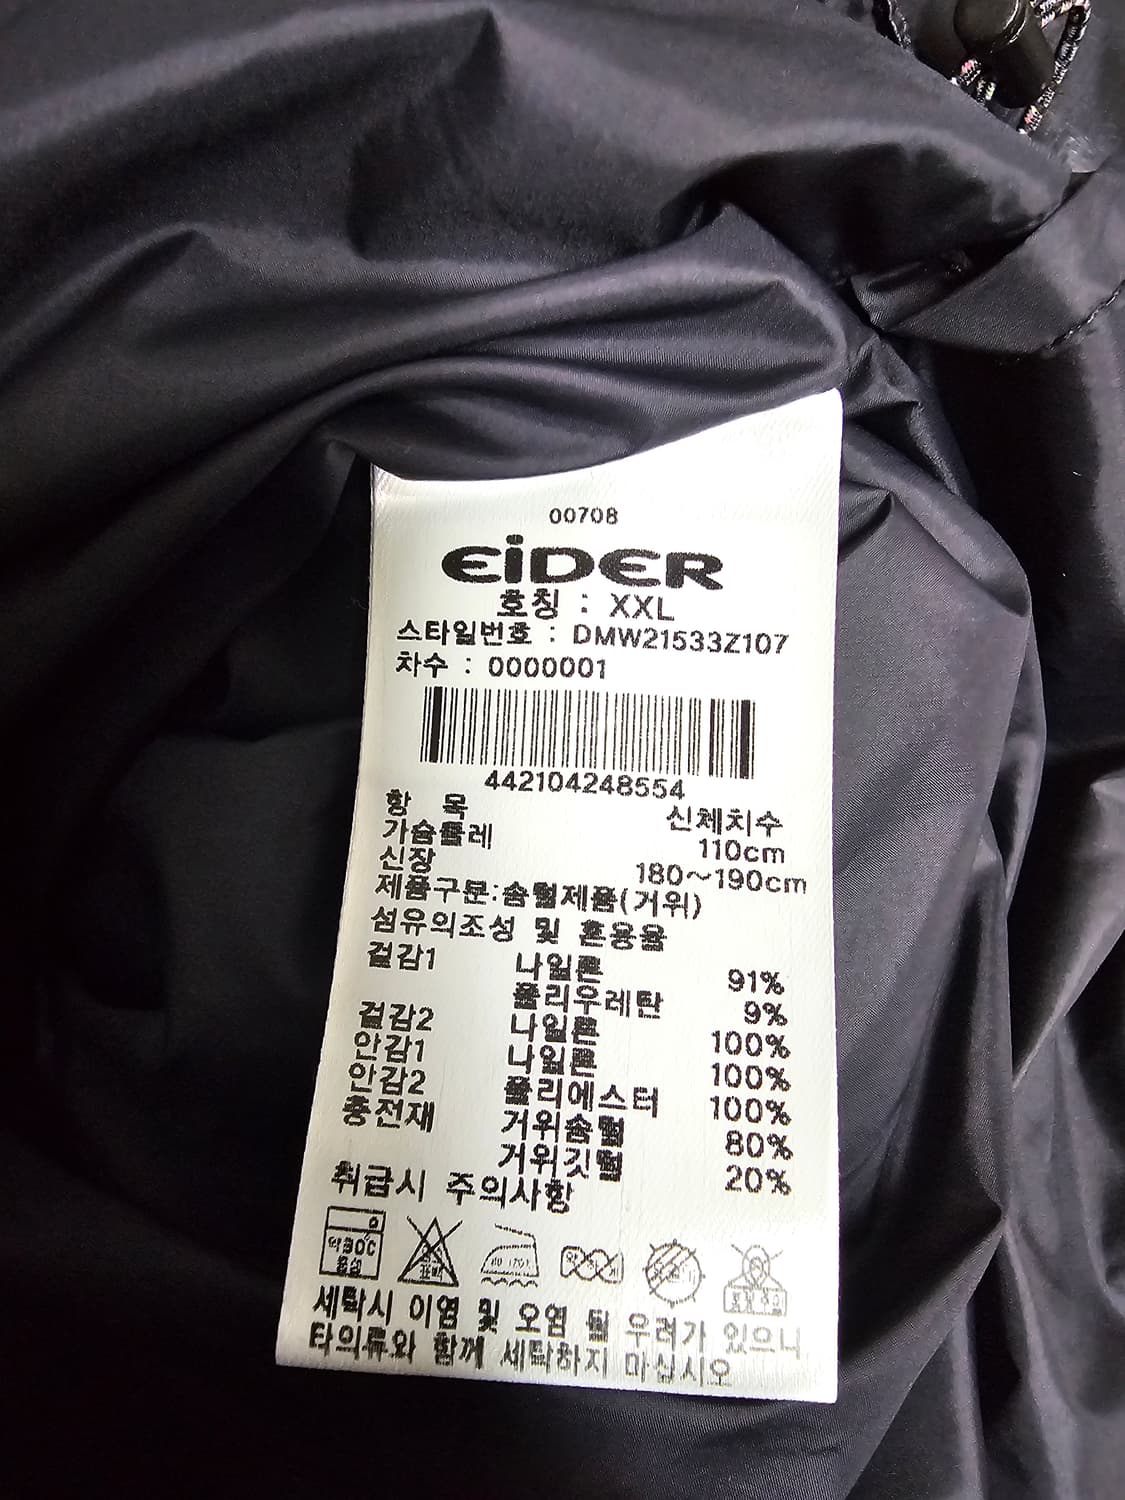 00708
EiDER
호칭 : XXL
스타일번호 : DMW21533Z107
차수 : 0000001
442104248554
항 목 신체치수
가슴둘레 110cm
신장 180~190cm
제품구분:솜털제품(거위)
섬유의조성 및 혼용율
겉감1 나일론 91%
폴리우레탄 9%
겉감2 나일론 100%
안감1 나일론 100%
안감2 폴리에스터 100%
충전재 거위솜털 80%
거위깃털 20%
취급시 주의사항
약30℃
중성
세탁시 이염 및 오염 될 우려가 있으니
타의류와 함께 세탁하지 마십시오